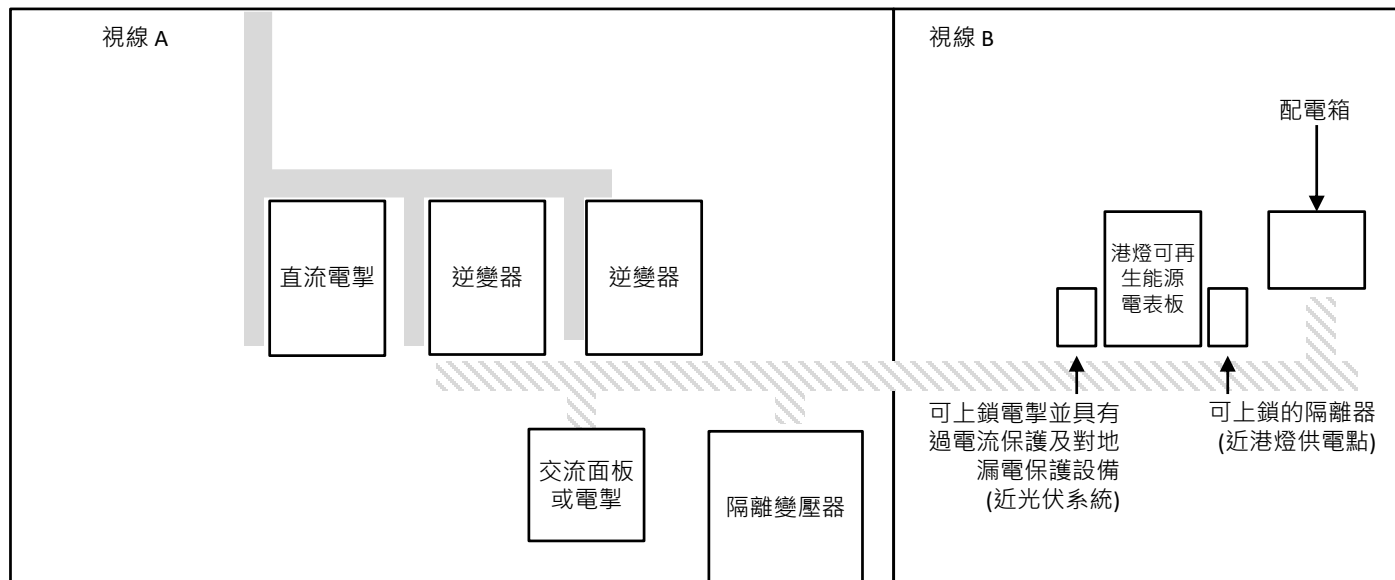 視線 A
視線 B
配電箱
直流電掣
逆變器
逆變器
港燈可再
生能源
電表板
可上鎖電掣並具有
過電流保護及對地
漏電保護設備
(近光伏系統)
可上鎖的隔離器
(近港燈供電點)
交流面板
或電掣
隔離變壓器